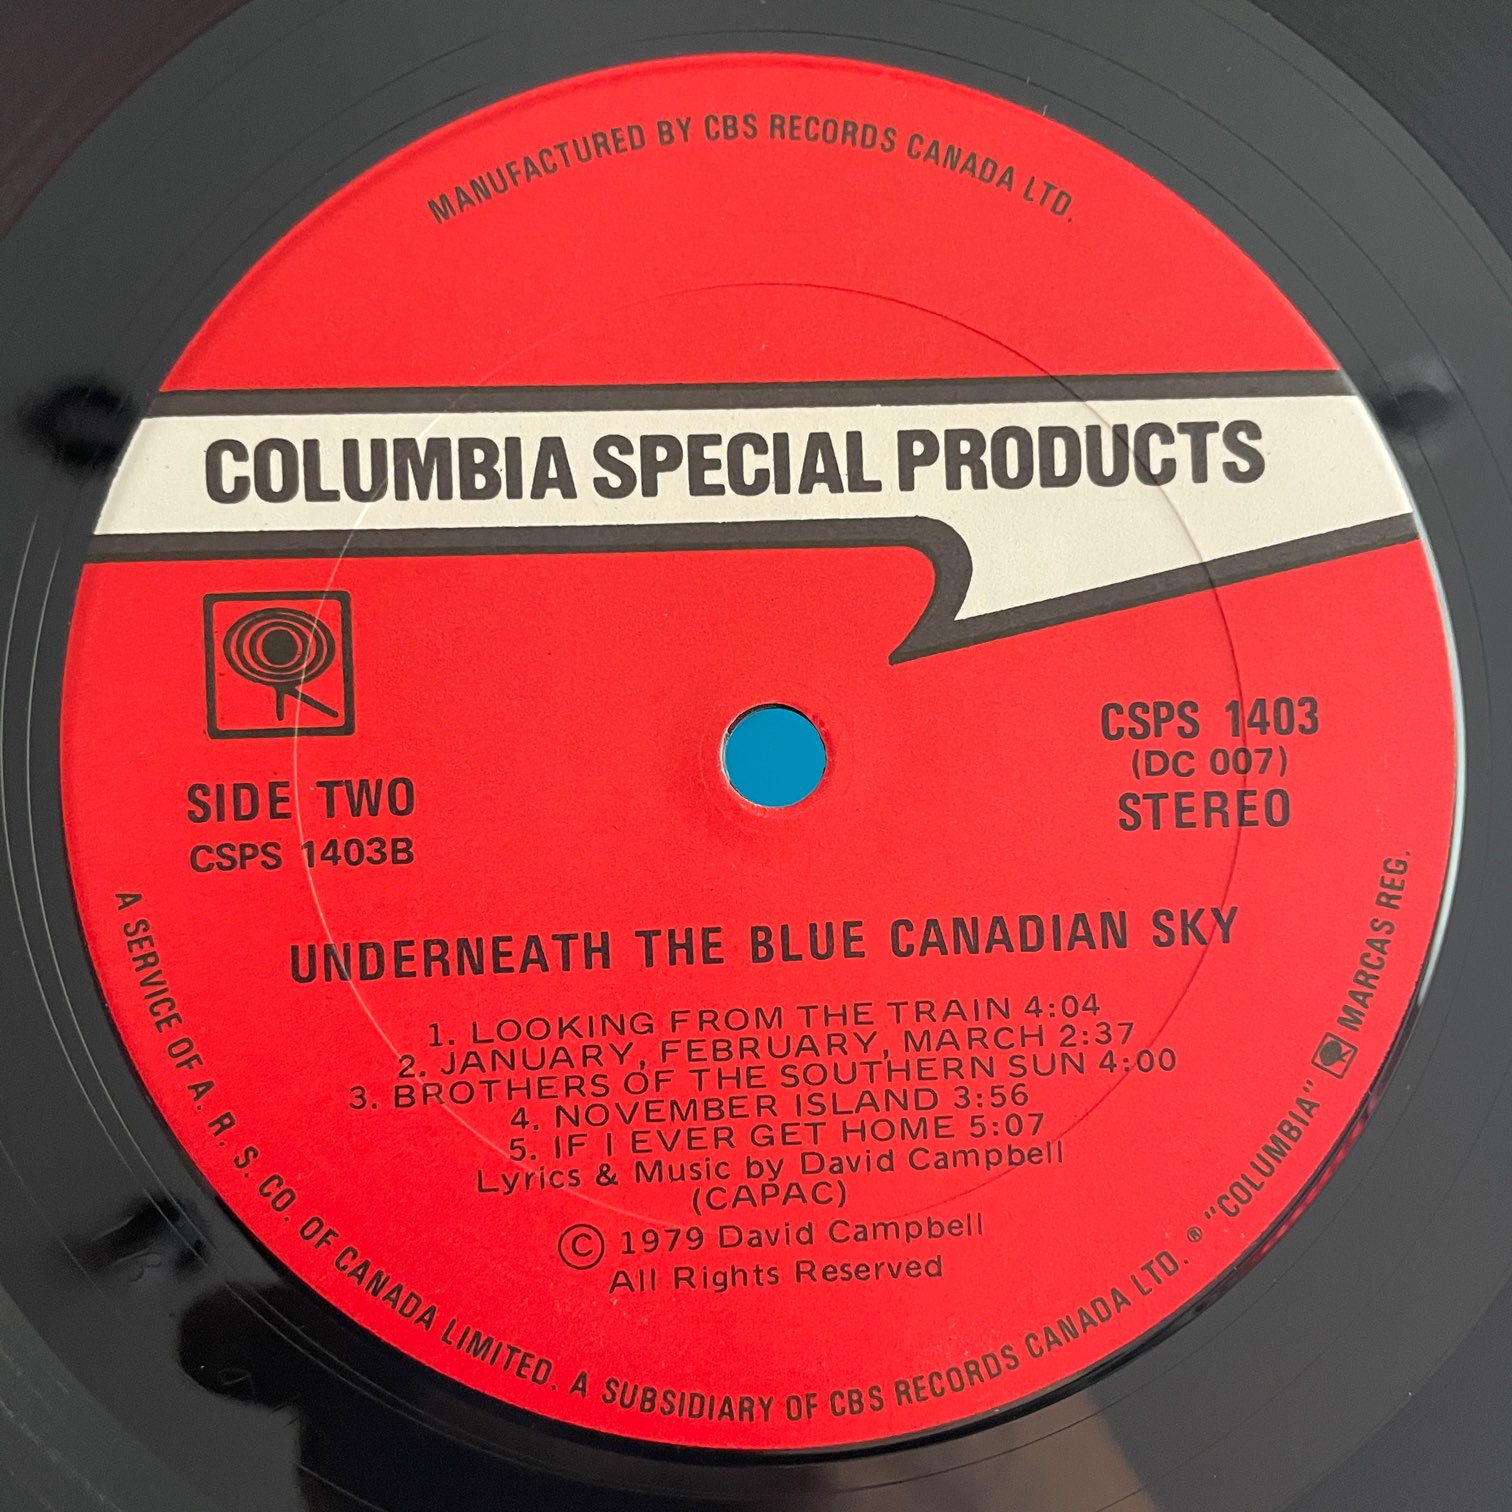 MANUFACTURED BY CBS RECORDS CANADA LTD.
COLUMBIA SPECIAL PRODUCTS
SIDE TWO
CSPS 1403B
CSPS 1403
(DC 007)
STEREO
UNDERNEATH THE BLUE CANADIAN SKY
1. LOOKING FROM THE TRAIN 4:04
2. JANUARY, FEBRUARY, MARCH 2:37
3. BROTHERS OF THE SOUTHERN SUN 4:00
4. NOVEMBER ISLAND 3:56
5. IF I EVER GET HOME 5:07
Lyrics & Music by David Campbell
(CAPAC)
© 1979 David Campbell
All Rights Reserved
A SERVICE OF A. R. S. CO. OF CANADA LIMITED. A SUBSIDIARY OF CBS RECORDS CANADA LTD. ® "COLUMBIA" MARCAS REG.